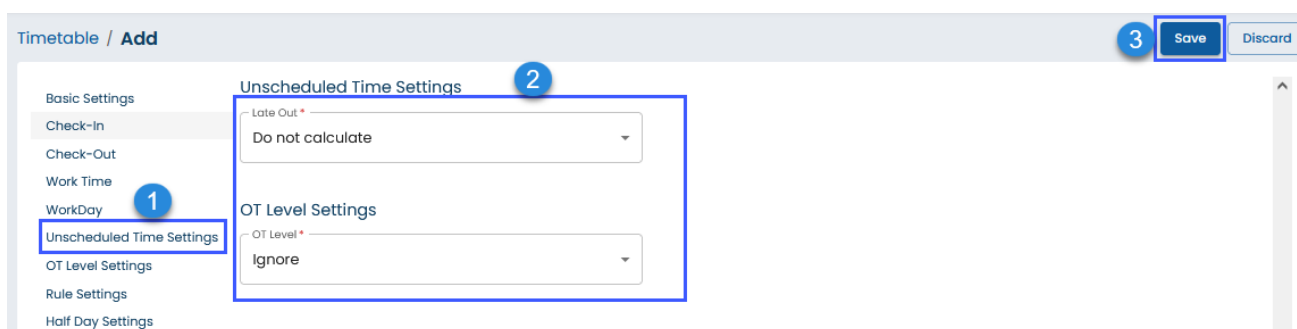 Timetable / Add
3
Save
Discard
Basic Settings
Check-In
Check-Out
Work Time
WorkDay
1
Unscheduled Time Settings
OT Level Settings
Rule Settings
Half Day Settings
Unscheduled Time Settings
2
Late Out *
Do not calculate
OT Level Settings
OT Level *
Ignore